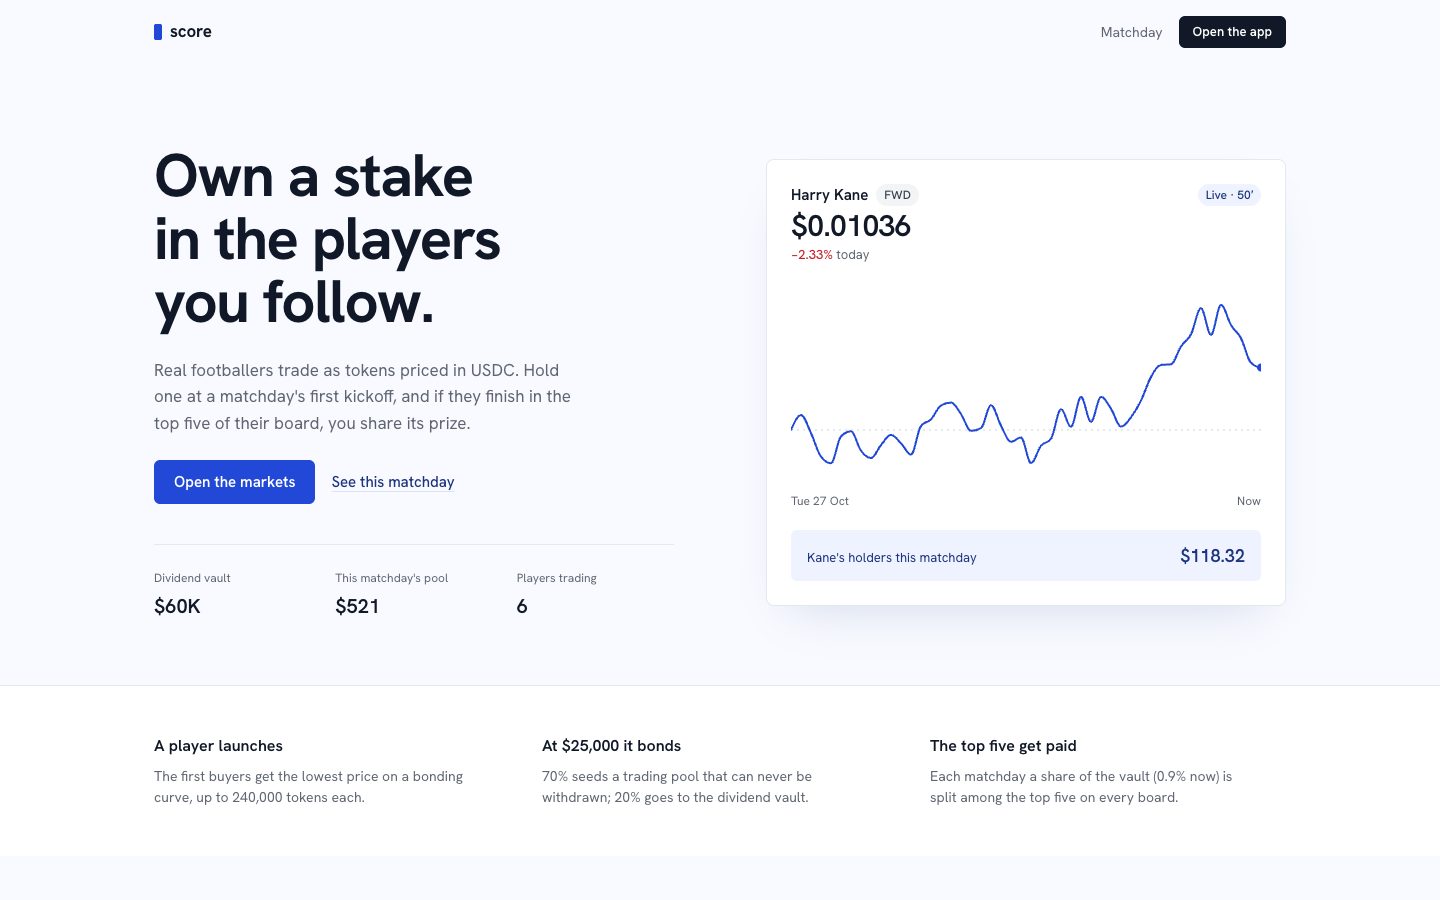 score
Matchday
Open the app
Own a stake
in the players
you follow.
Real footballers trade as tokens priced in USDC. Hold
one at a matchday's first kickoff, and if they finish in the
top five of their board, you share its prize.
Open the markets
See this matchday
Dividend vault
$60K
This matchday's pool
$521
Players trading
6
Harry Kane FWD
Live · 50′
$0.01036
−2.33% today
Tue 27 Oct
Now
Kane's holders this matchday
$118.32
A player launches
The first buyers get the lowest price on a bonding
curve, up to 240,000 tokens each.
At $25,000 it bonds
70% seeds a trading pool that can never be
withdrawn; 20% goes to the dividend vault.
The top five get paid
Each matchday a share of the vault (0.9% now) is
split among the top five on every board.